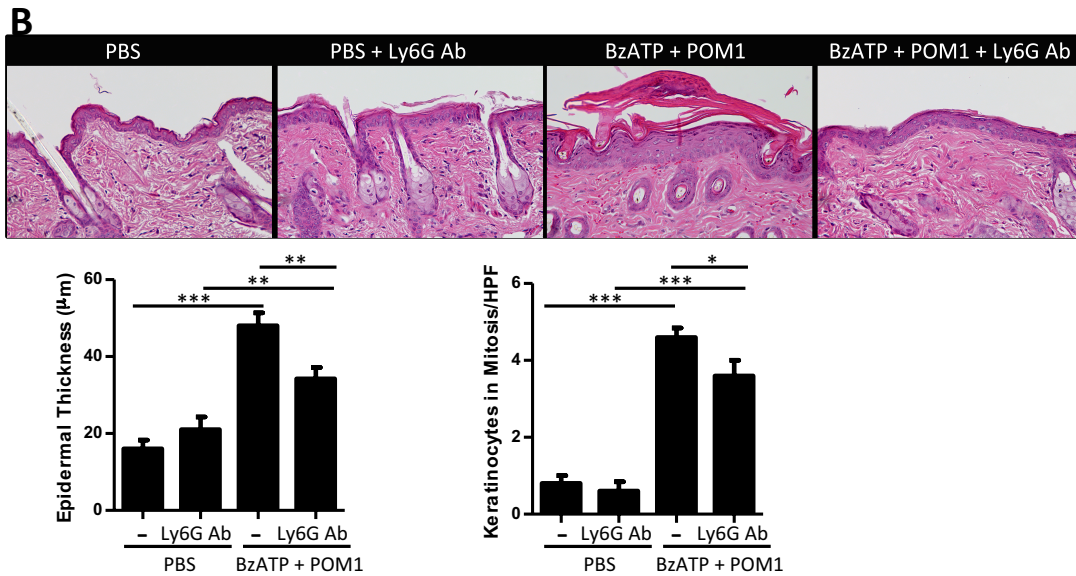 B
PBS
PBS + Ly6G Ab
BzATP + POM1
BzATP + POM1 + Ly6G Ab
Epidermal Thickness (µm)
60
40
20
0
***
**
**
– Ly6G Ab – Ly6G Ab
PBS BzATP + POM1
Keratinocytes in Mitosis/HPF
6
4
2
0
***
***
*
– Ly6G Ab – Ly6G Ab
PBS BzATP + POM1